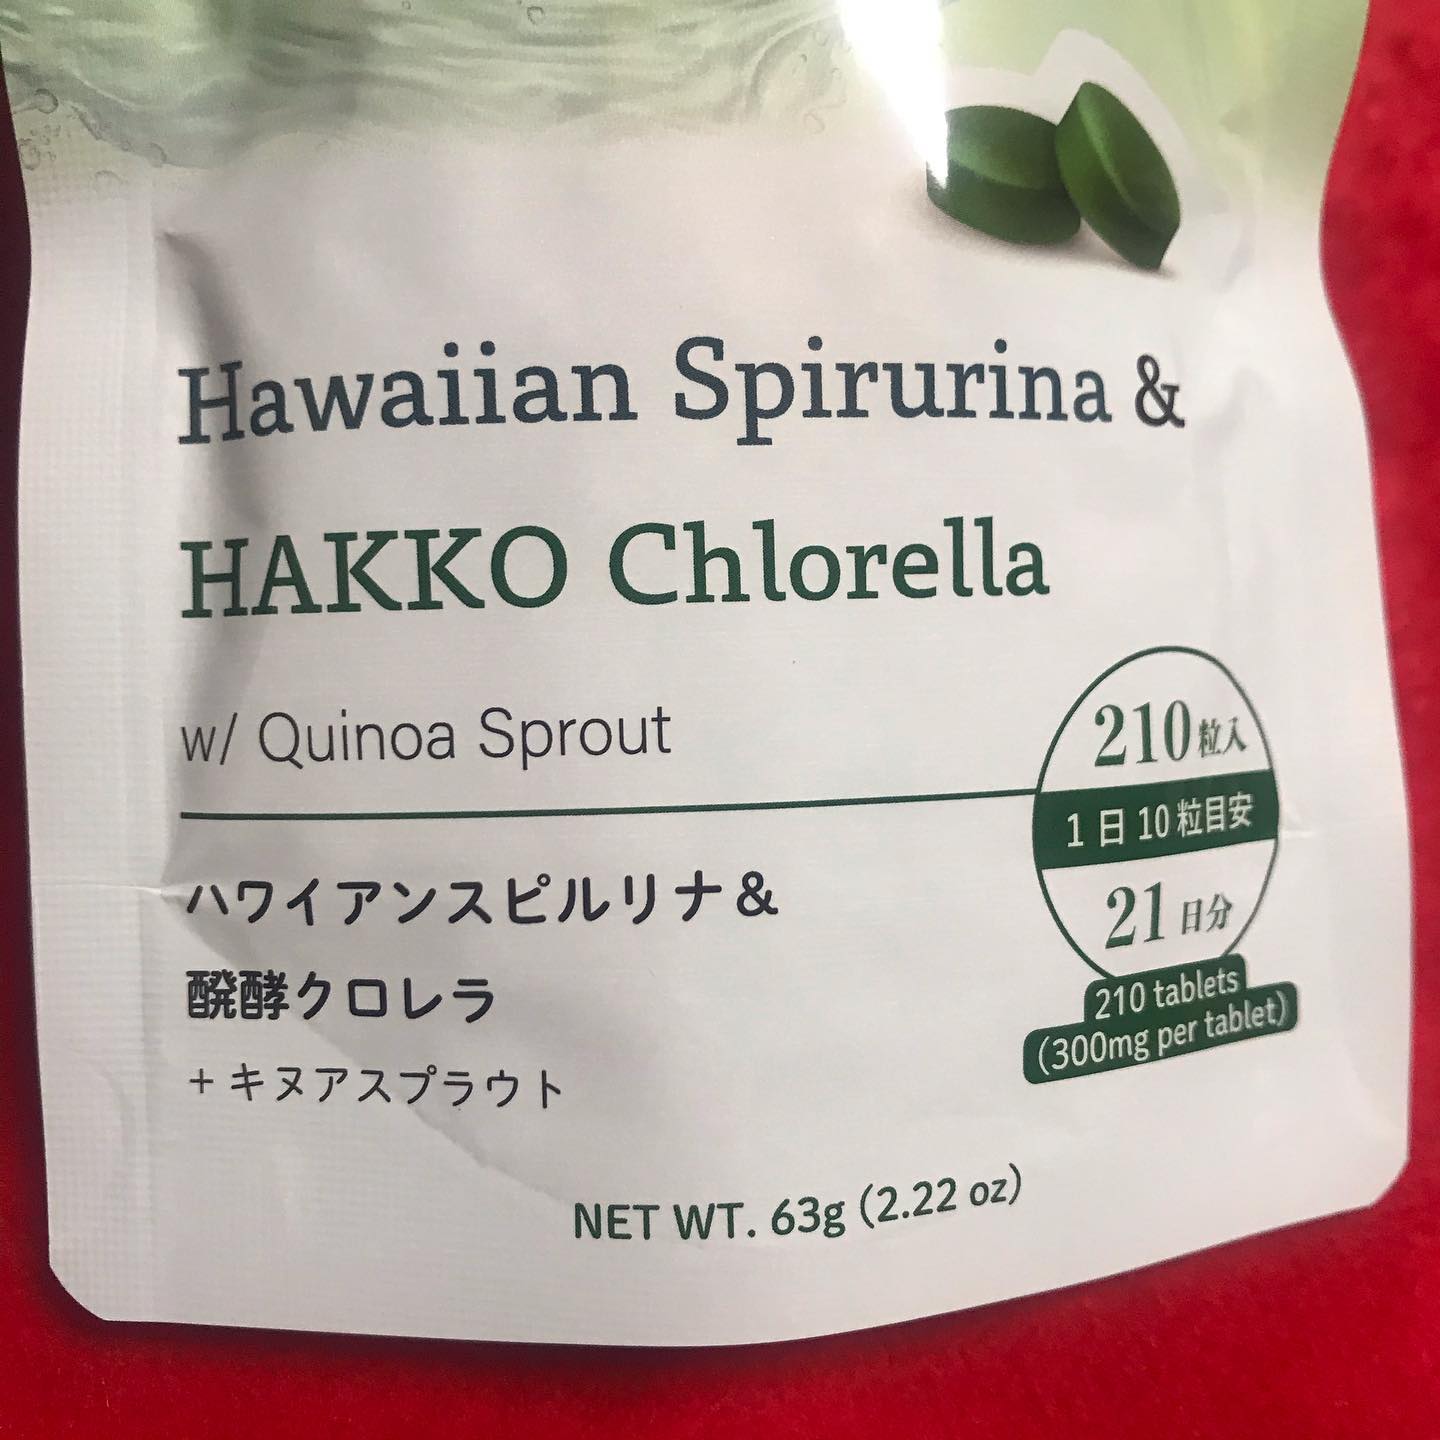 Hawaiian Spirurina &
HAKKO Chlorella
w/ Quinoa Sprout
ハワイアンスピルリナ&
醗酵クロレラ
+ キヌアスプラウト
210粒入
1日10粒目安
21日分
210 tablets
(300mg per tablet)
NET WT. 63g (2.22 oz)